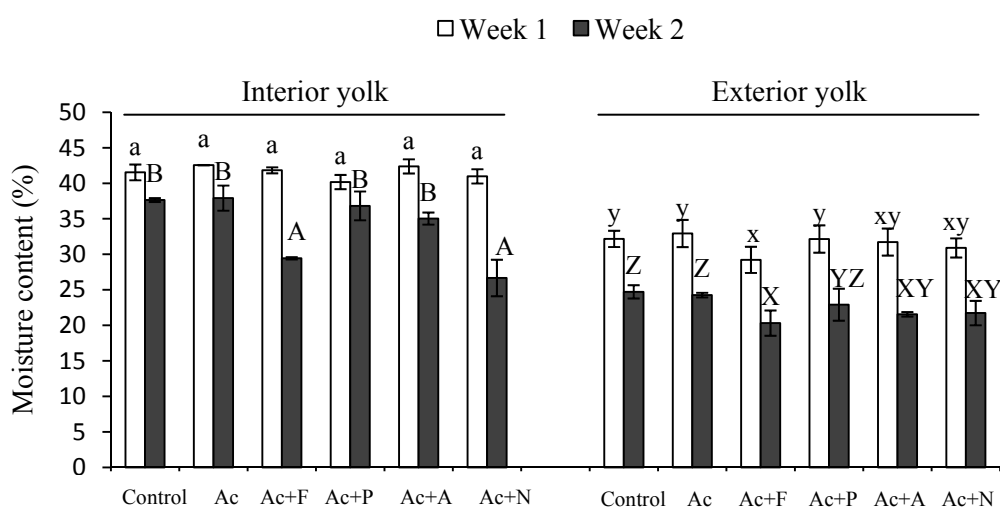 Week 1 Week 2
Interior yolk Exterior yolk
Moisture content (%)
50
45
40
35
30
25
20
15
10
5
0
a B a B a A a B a B a A
y Z y Z x X y YZ xy XY xy XY
Control Ac Ac+F Ac+P Ac+A Ac+N Control Ac Ac+F Ac+P Ac+A Ac+N